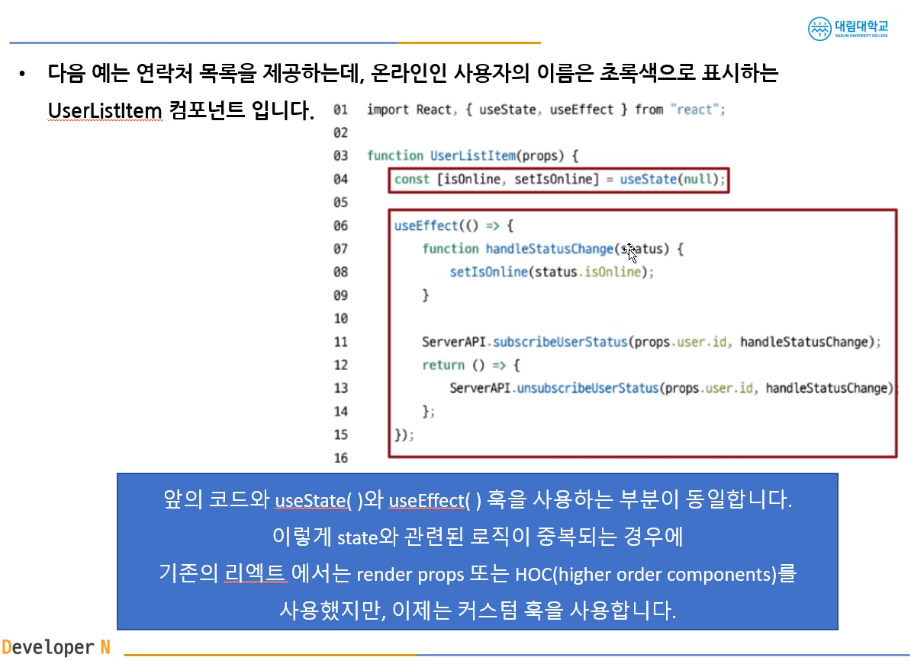 대림대학교
• 다음 예는 연락처 목록을 제공하는데, 온라인인 사용자의 이름은 초록색으로 표시하는
UserListItem 컴포넌트 입니다.
01 import React, { useState, useEffect } from "react";
02
03 function UserListItem(props) {
04 const [isOnline, setIsOnline] = useState(null);
05
06 useEffect(() => {
07 function handleStatusChange(status) {
08 setIsOnline(status.isOnline);
09 }
10
11 ServerAPI.subscribeUserStatus(props.user.id, handleStatusChange);
12 return () => {
13 ServerAPI.unsubscribeUserStatus(props.user.id, handleStatusChange)
14 };
15 });
16
앞의 코드와 useState( )와 useEffect( ) 훅을 사용하는 부분이 동일합니다.
이렇게 state와 관련된 로직이 중복되는 경우에
기존의 리엑트 에서는 render props 또는 HOC(higher order components)를
사용했지만, 이제는 커스텀 훅을 사용합니다.
Developer N